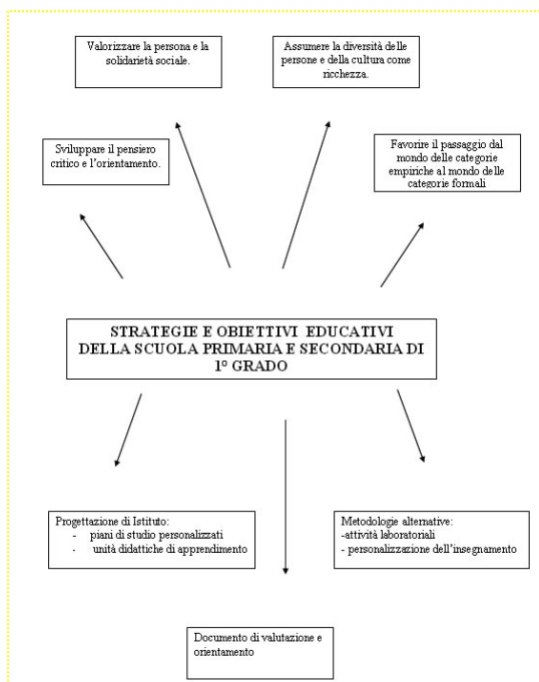 Valorizzare la persona e la
solidarietà sociale.
Assumere la diversità delle
persone e della cultura come
ricchezza.
Sviluppare il pensiero
critico e l'orientamento.
Favorire il passaggio dal
mondo delle categorie
empiriche al mondo delle
categorie formali
STRATEGIE E OBIETTIVI EDUCATIVI
DELLA SCUOLA PRIMARIA E SECONDARIA DI
1° GRADO
Progettazione di Istituto:
- piani di studio personalizzati
- unità didattiche di apprendimento
Metodologie alternative:
-attività laboratoriali
- personalizzazione dell'insegnamento
Documento di valutazione e
orientamento